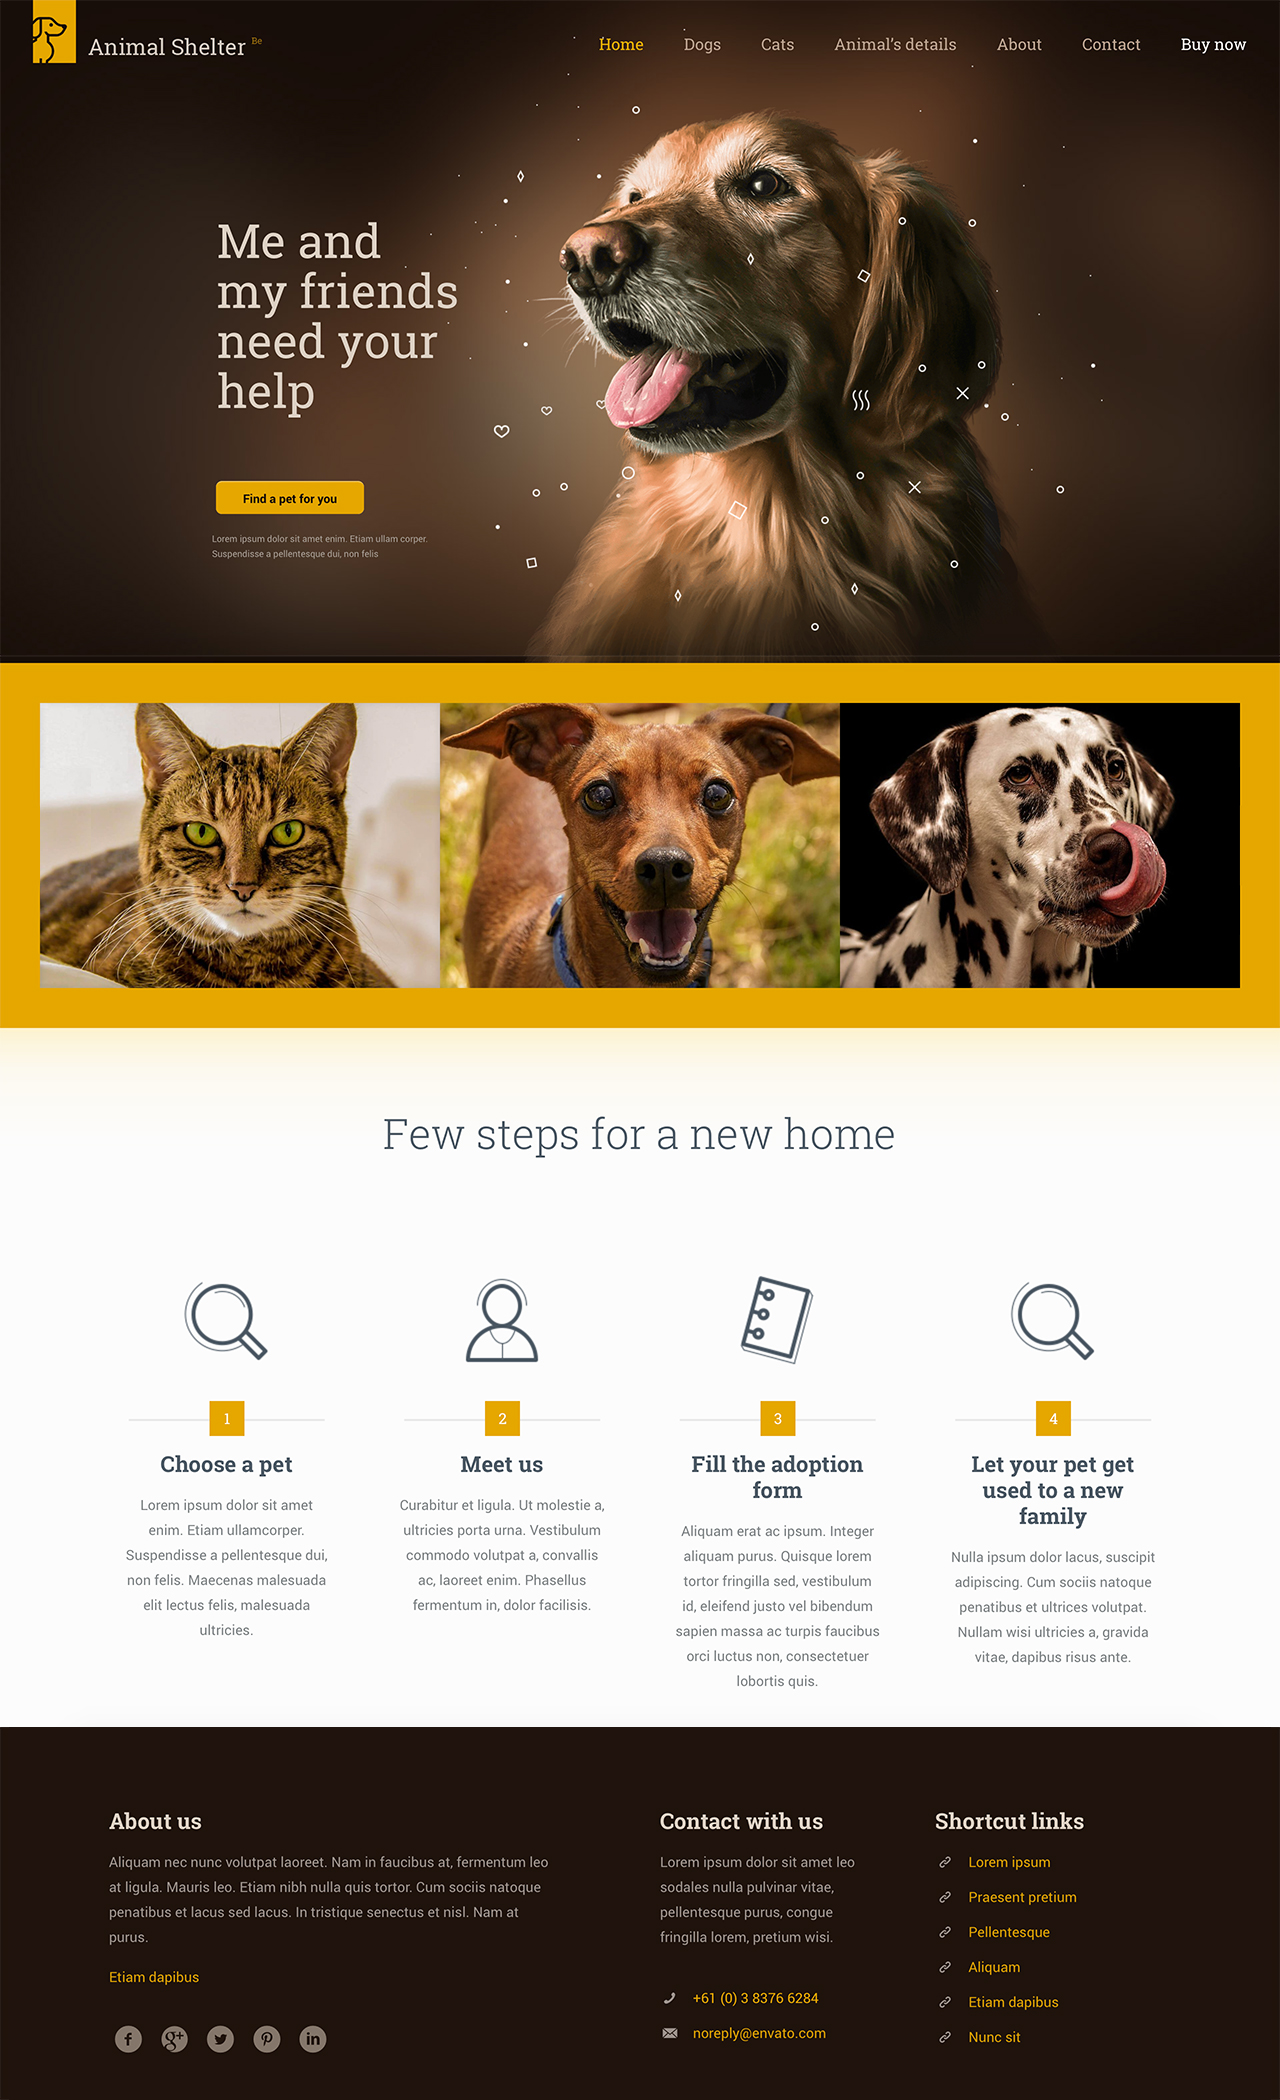 Animal Shelter Be
Home Dogs Cats Animal's details About Contact Buy now
Me and
my friends
need your
help
Find a pet for you
Lorem ipsum dolor sit amet enim. Etiam ullam corper.
Suspendisse a pellentesque dui, non felis
Few steps for a new home
1
Choose a pet
Lorem ipsum dolor sit amet
enim. Etiam ullamcorper.
Suspendisse a pellentesque dui,
non felis. Maecenas malesuada
elit lectus felis, malesuada
ultricies.
2
Meet us
Curabitur et ligula. Ut molestie a,
ultricies porta urna. Vestibulum
commodo volutpat a, convallis
ac, laoreet enim. Phasellus
fermentum in, dolor facilisis.
3
Fill the adoption
form
Aliquam erat ac ipsum. Integer
aliquam purus. Quisque lorem
tortor fringilla sed, vestibulum
id, eleifend justo vel bibendum
sapien massa ac turpis faucibus
orci luctus non, consectetuer
lobortis quis.
4
Let your pet get
used to a new
family
Nulla ipsum dolor lacus, suscipit
adipiscing. Cum sociis natoque
penatibus et ultrices volutpat.
Nullam wisi ultricies a, gravida
vitae, dapibus risus ante.
About us
Aliquam nec nunc volutpat laoreet. Nam in faucibus at, fermentum leo
at ligula. Mauris leo. Etiam nibh nulla quis tortor. Cum sociis natoque
penatibus et lacus sed lacus. In tristique senectus et nisl. Nam at
purus.
Etiam dapibus
Contact with us
Lorem ipsum dolor sit amet leo
sodales nulla pulvinar vitae,
pellentesque purus, congue
fringilla lorem, pretium wisi.
+61 (0) 3 8376 6284
noreply@envato.com
Shortcut links
Lorem ipsum
Praesent pretium
Pellentesque
Aliquam
Etiam dapibus
Nunc sit